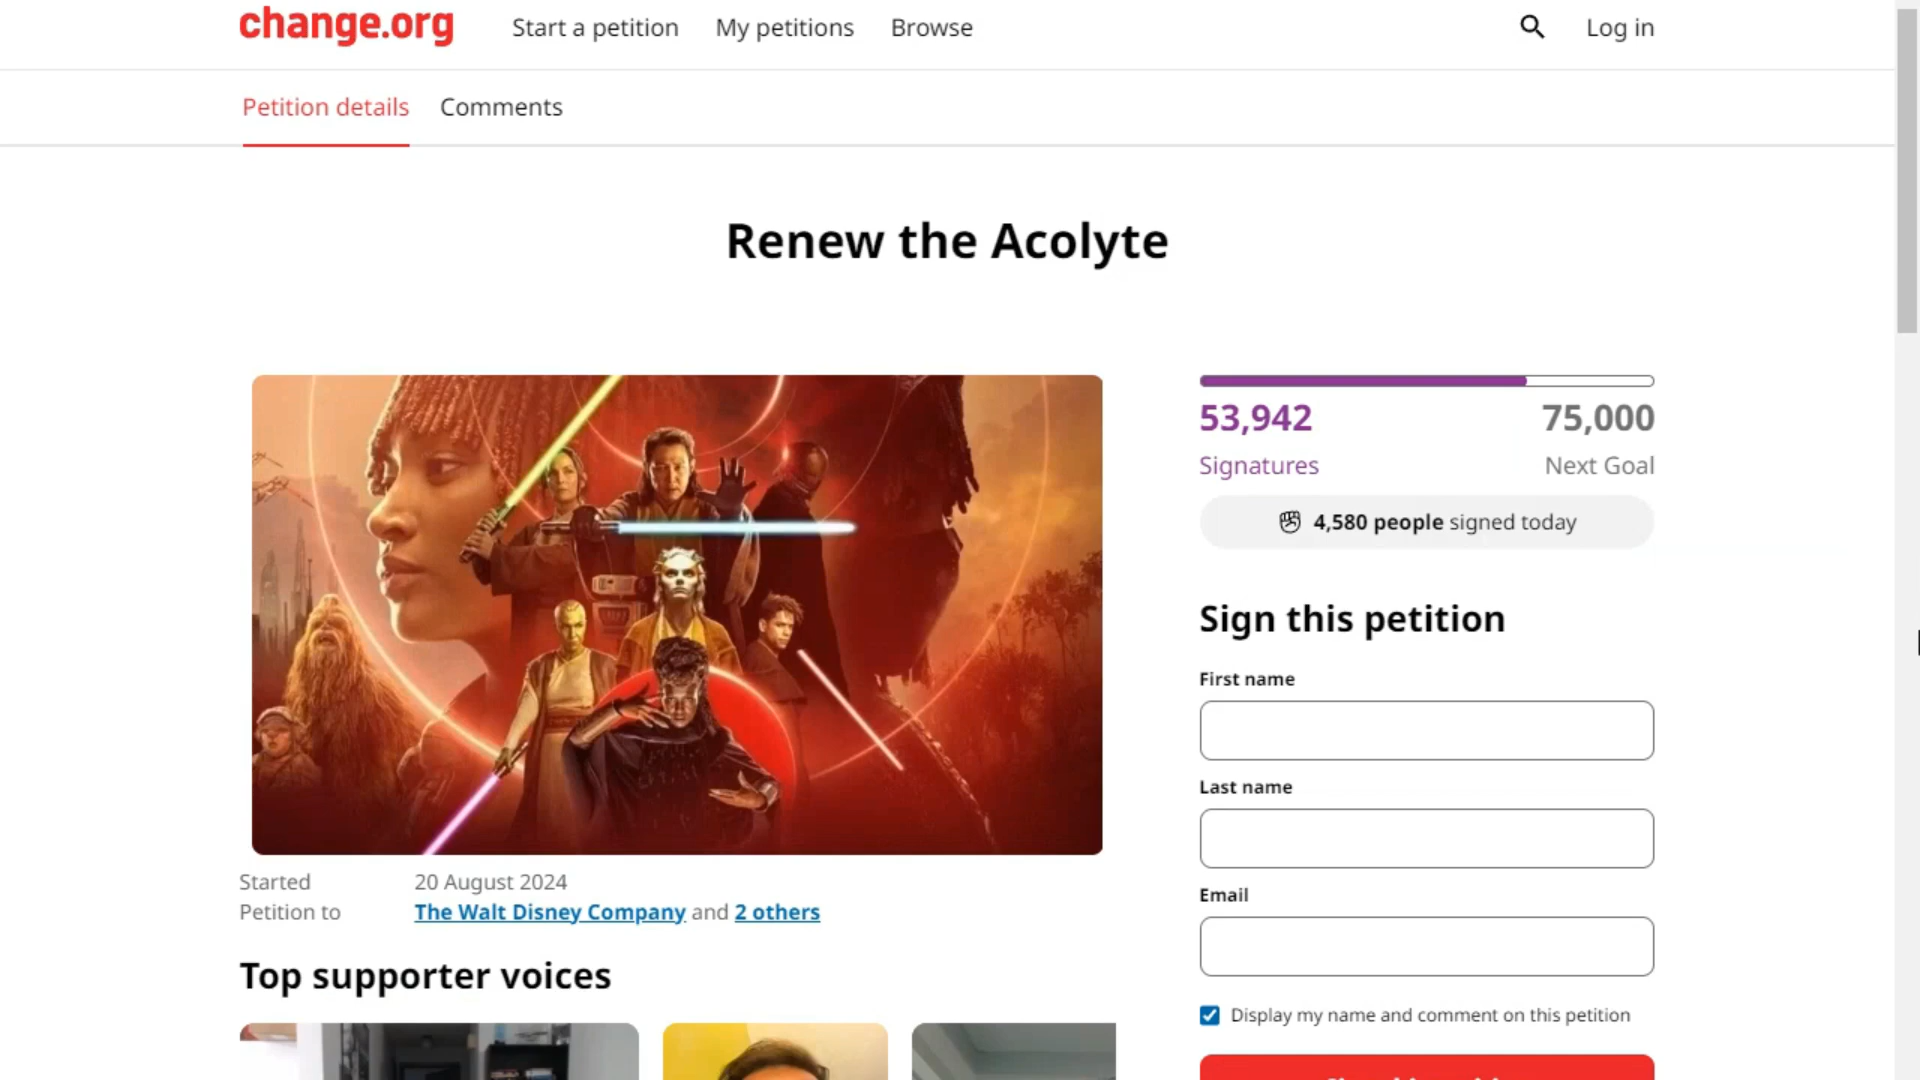 change.org
Start a petition
My petitions
Browse
Log in
Petition details
Comments
Renew the Acolyte
53,942
75,000
Signatures
Next Goal
4,580 people signed today
Sign this petition
First name
Last name
Email
Display my name and comment on this petition
Started 20 August 2024
Petition to The Walt Disney Company and 2 others
Top supporter voices